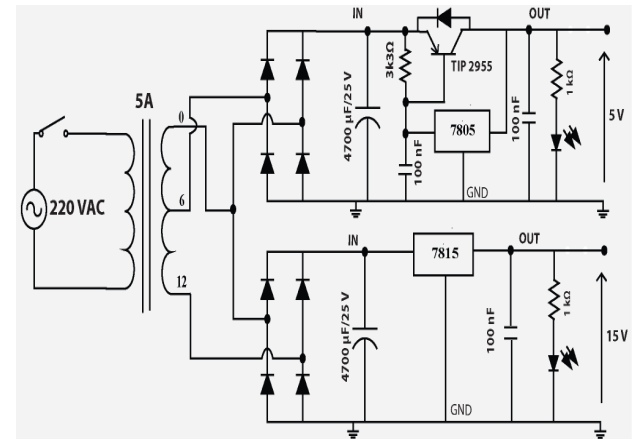 IN
OUT
TIP 2955
3k3Ω
5A
0
4700 µF/25 V
7805
100 nF
100 nF
1 kΩ
5 V
220 VAC
6
GND
12
IN
OUT
7815
4700 µF/25 V
100 nF
1 kΩ
15 V
GND